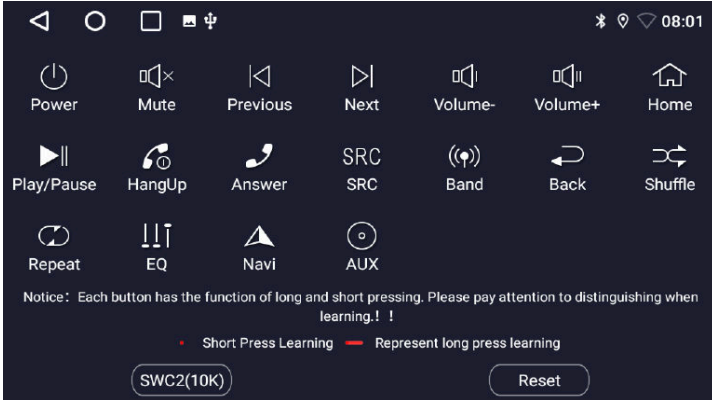 08:01
Power Mute Previous Next Volume- Volume+ Home
SRC
Play/Pause HangUp Answer SRC Band Back Shuffle
Repeat EQ Navi AUX
Notice：Each button has the function of long and short pressing. Please pay attention to distinguishing when
learning.！！
Short Press Learning Represent long press learning
SWC2(10K) Reset